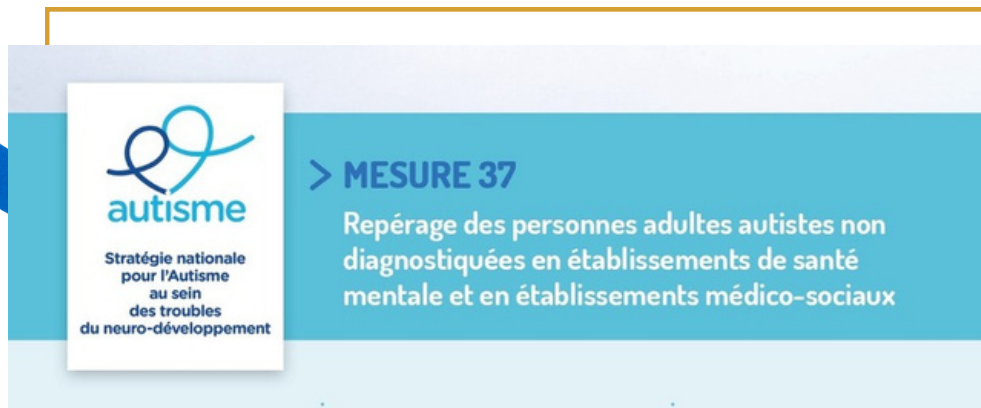 autisme
Stratégie nationale
pour l'Autisme
au sein
des troubles
du neuro-développement
> MESURE 37
Repérage des personnes adultes autistes non
diagnostiquées en établissements de santé
mentale et en établissements médico-sociaux